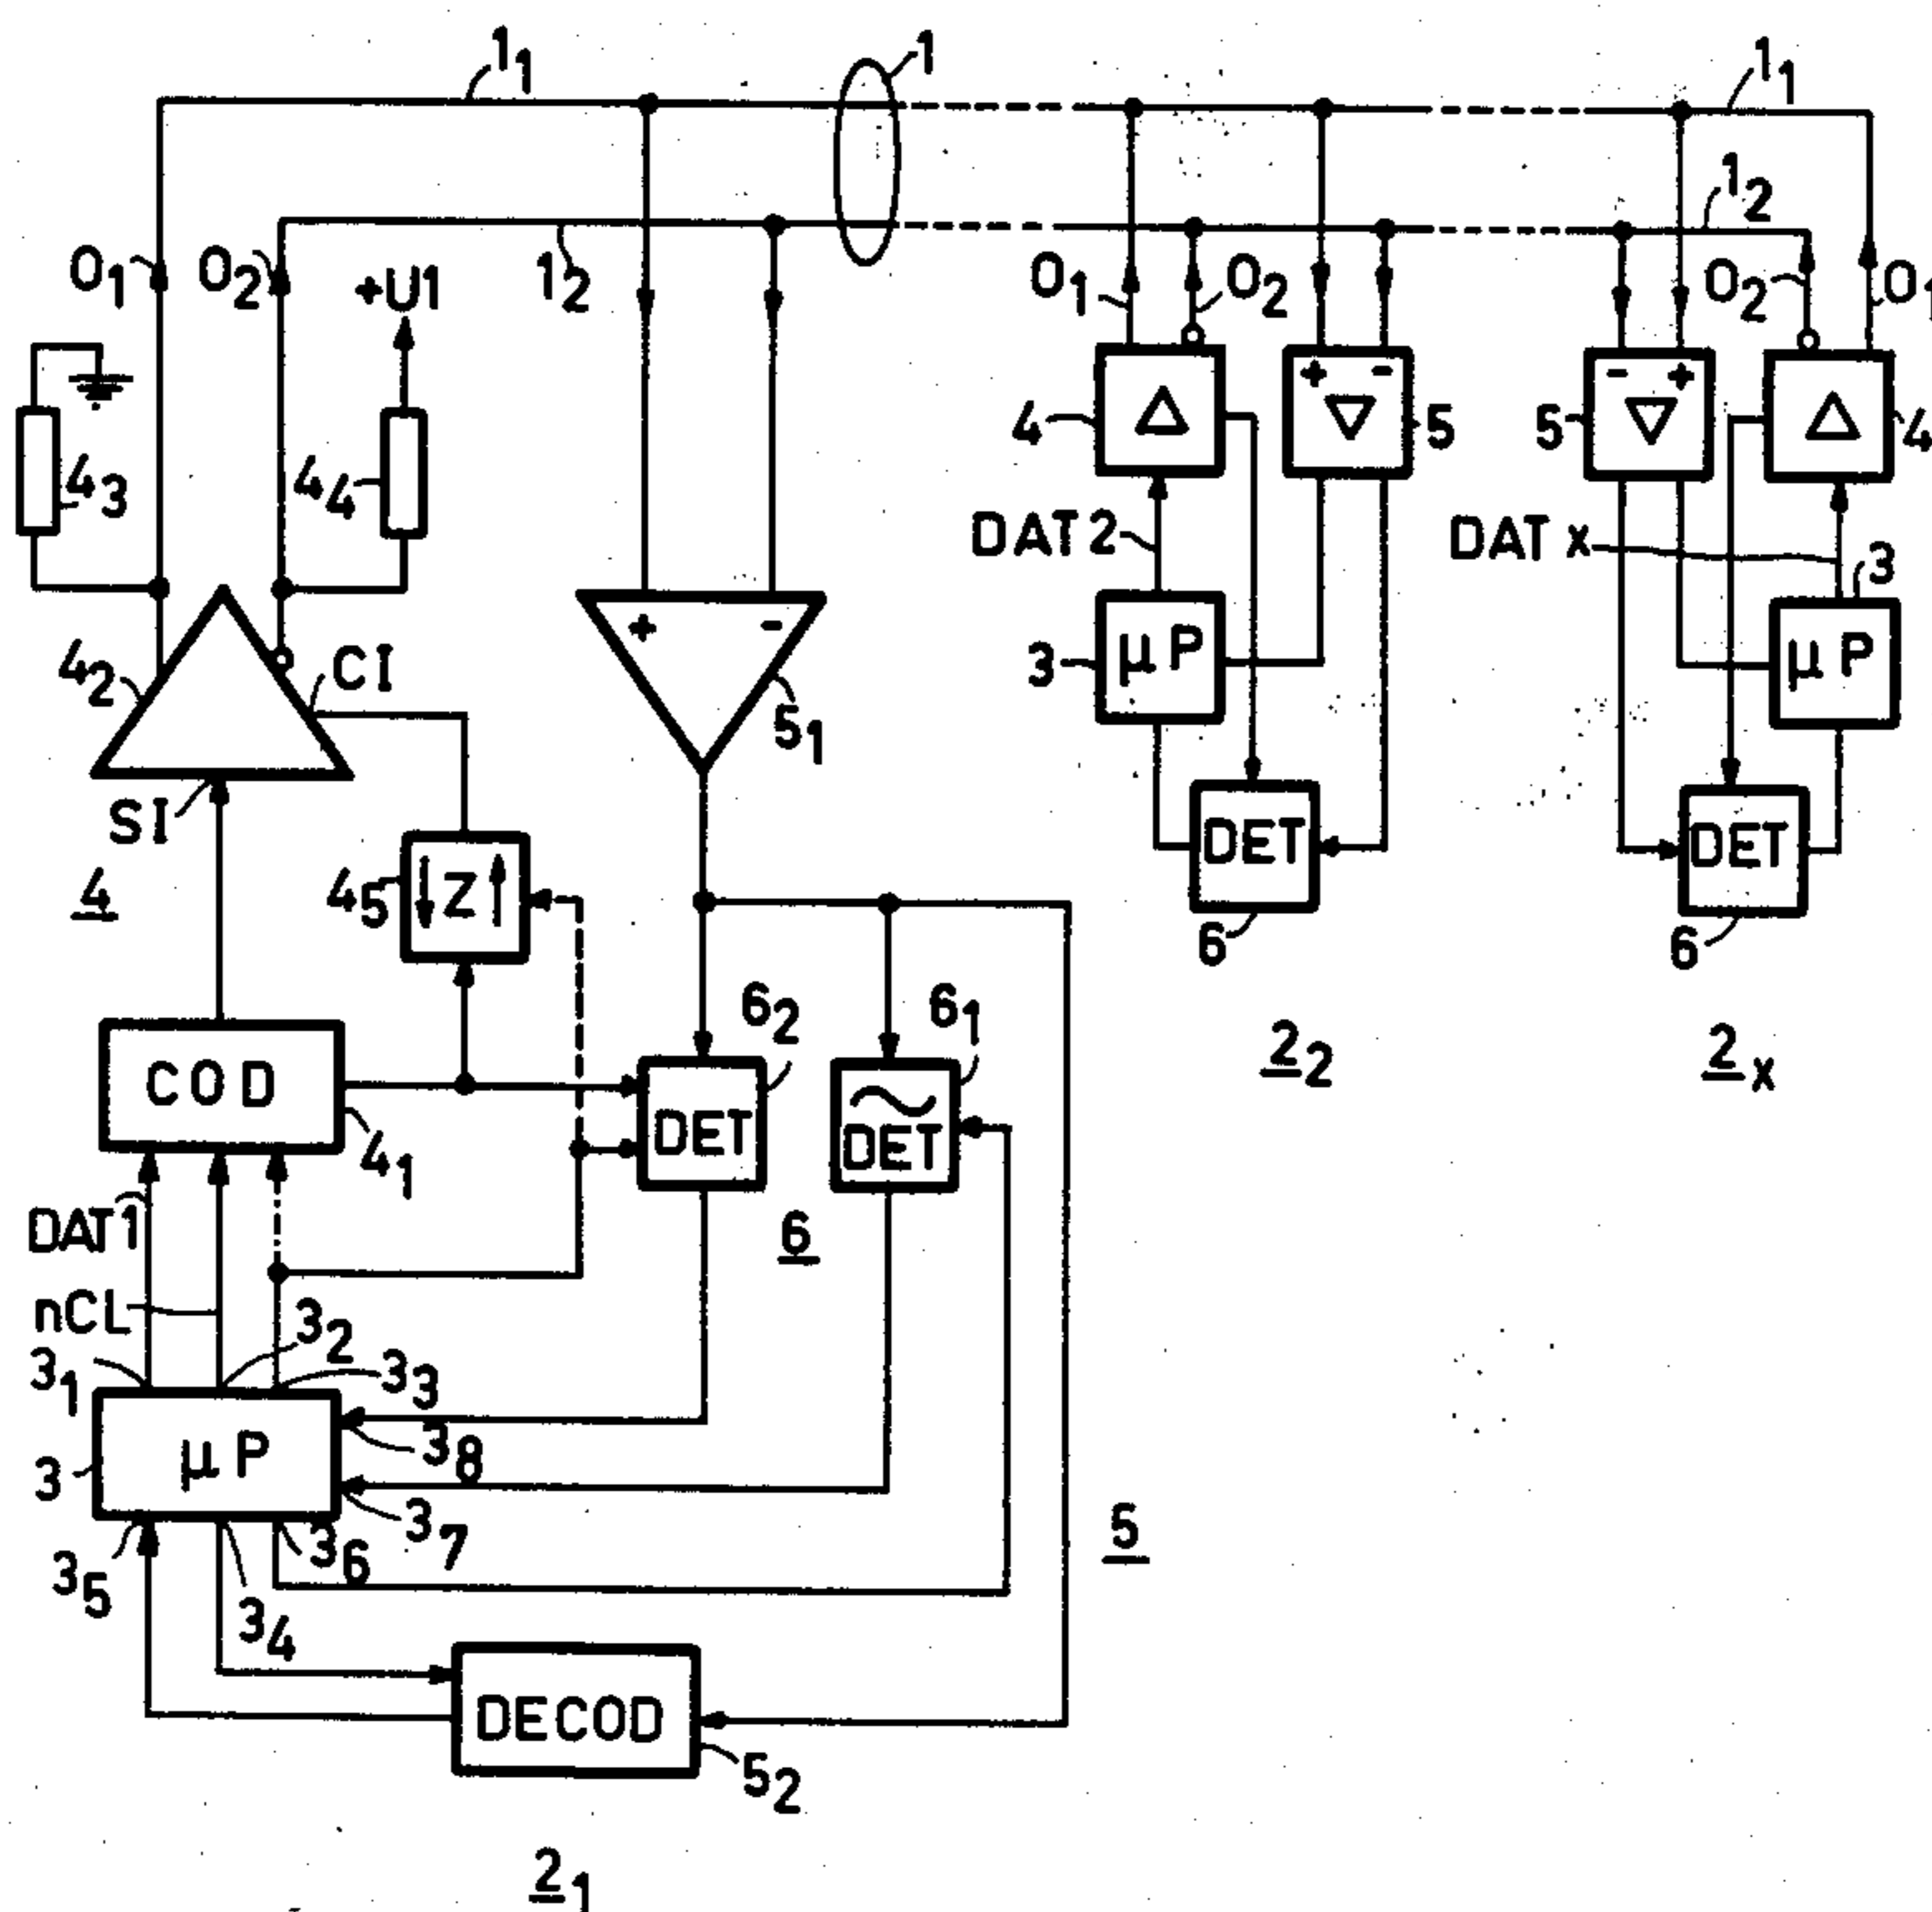 1₁
1
1₁
1₂
O₁
O₂
+U1
1₂
O₁
O₂
O₂
O₁
4₃
4₄
4
+ -
5
5
- +
4
DAT2
DAT x
3
3
μP
μP
4₂
CI
+ -
5₁
SI
4
4₅
Z
DET
DET
6
6
COD
4₁
6₂
6₁
DET
DET
2₂
2ₓ
DAT1
6
nCL
3₂
3₁
3₃
3
μP
3₈
3₇
5
3₅
3₆
3₄
DECOD
5₂
2₁